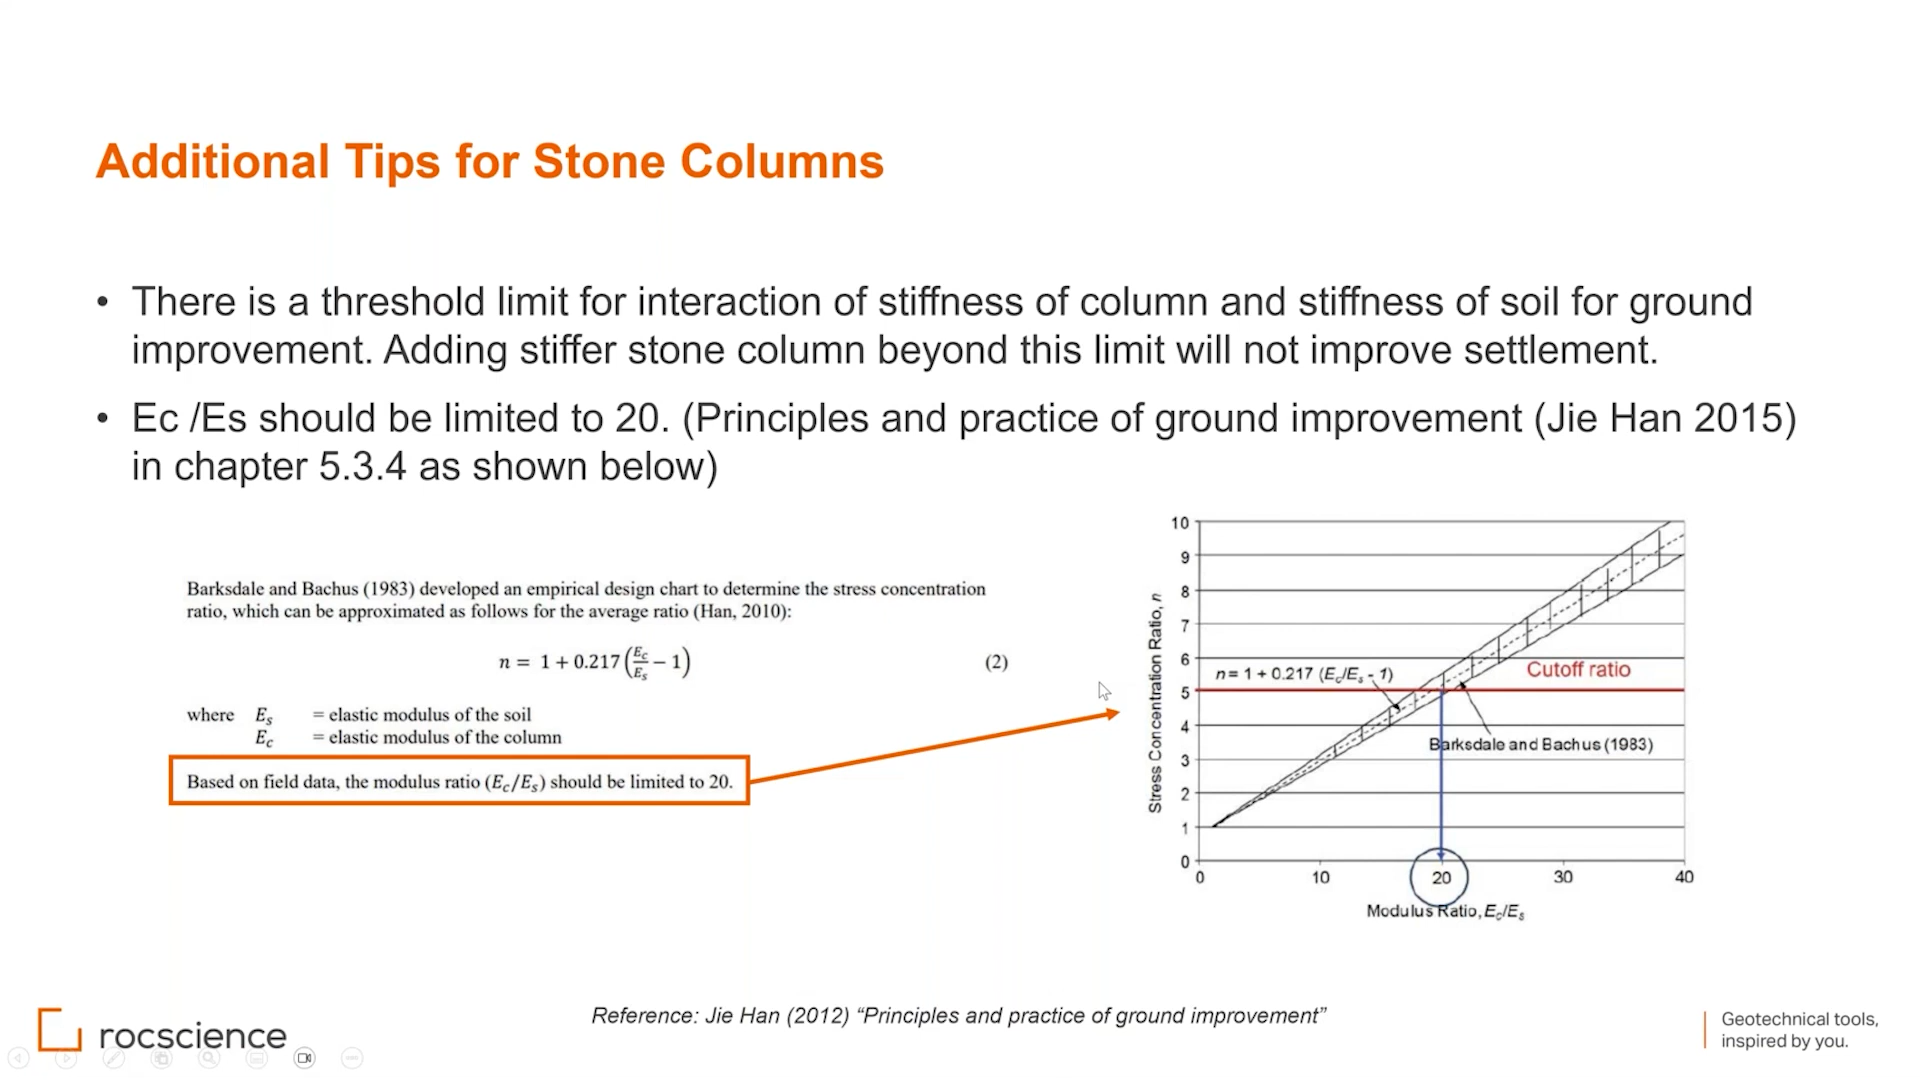 Additional Tips for Stone Columns
• There is a threshold limit for interaction of stiffness of column and stiffness of soil for ground
improvement. Adding stiffer stone column beyond this limit will not improve settlement.
• Ec /Es should be limited to 20. (Principles and practice of ground improvement (Jie Han 2015)
in chapter 5.3.4 as shown below)
Barksdale and Bachus (1983) developed an empirical design chart to determine the stress concentration
ratio, which can be approximated as follows for the average ratio (Han, 2010):
n = 1 + 0.217 (Ec/Es − 1) (2)
where Es = elastic modulus of the soil
Ec = elastic modulus of the column
Based on field data, the modulus ratio (Ec/Es) should be limited to 20.
Stress Concentration Ratio, n
10
9
8
7
6
5
4
3
2
1
0
n= 1 + 0.217 (Ec/Es - 1)
Cutoff ratio
Barksdale and Bachus (1983)
0 10 20 30 40
Modulus Ratio, Ec/Es
Reference: Jie Han (2012) “Principles and practice of ground improvement”
rocscience
Geotechnical tools,
inspired by you.